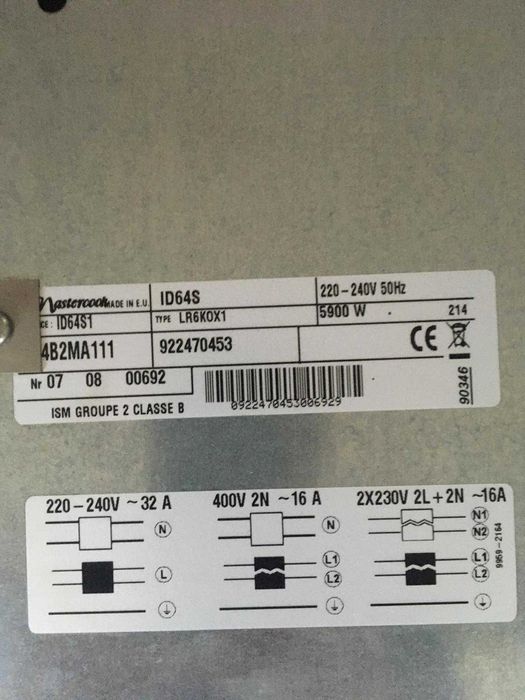 Mastercook MADE IN E.U.
ID64S
220-240V 50Hz
CE : ID64S1
TYPE LR6K0X1
5900 W
214
4B2MA111
922470453
CE
Nr 07 08 00692
0922470453006929
90346
ISM GROUPE 2 CLASSE B
220-240V ~32 A
400V 2N ~16 A
2X230V 2L+2N ~16A
N
N
N1
N2
L
L1
L2
L1
L2
9959-2164